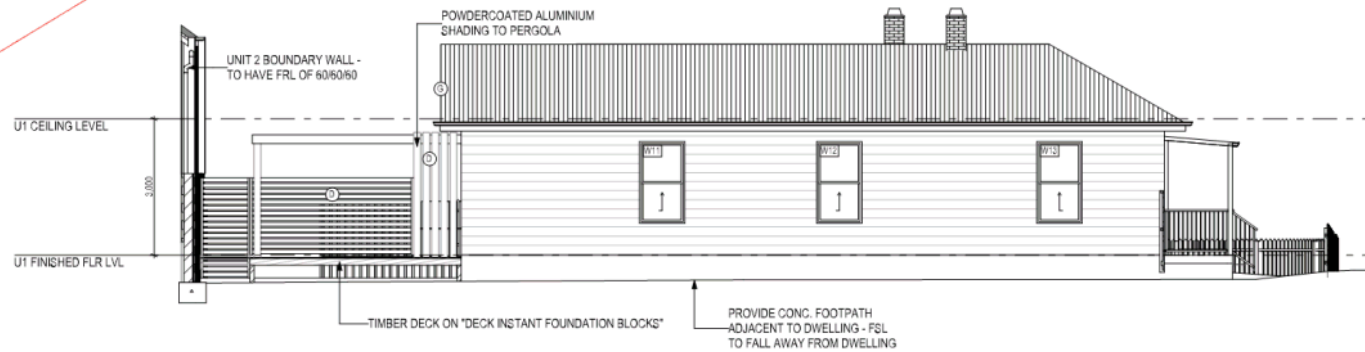 POWDERCOATED ALUMINIUM
SHADING TO PERGOLA
UNIT 2 BOUNDARY WALL -
TO HAVE FRL OF 60/60/60
G
U1 CEILING LEVEL
D
W11
W12
W13
3,000
D
U1 FINISHED FLR LVL
TIMBER DECK ON "DECK INSTANT FOUNDATION BLOCKS"
PROVIDE CONC. FOOTPATH
ADJACENT TO DWELLING - FSL
TO FALL AWAY FROM DWELLING